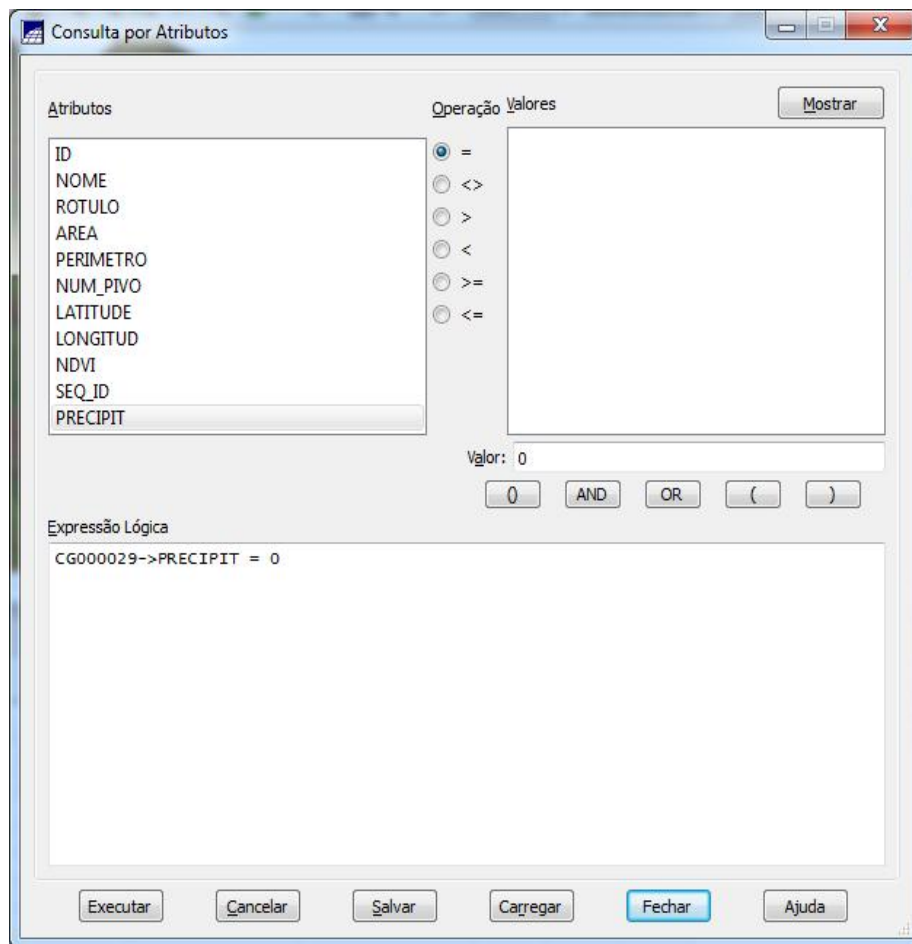 Consulta por Atributos
Atributos
Operação
Valores
Mostrar
ID
NOME
ROTULO
AREA
PERIMETRO
NUM_PIVO
LATITUDE
LONGITUD
NDVI
SEQ_ID
PRECIPIT
=
<>
>
<
>=
<=
Valor: 0
() AND OR ( )
Expressão Lógica
CG000029->PRECIPIT = 0
Executar Cancelar Salvar Carregar Fechar Ajuda